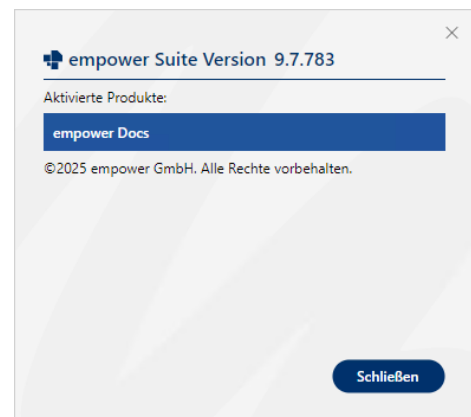 empower Suite Version 9.7.783
Aktivierte Produkte:
empower Docs
©2025 empower GmbH. Alle Rechte vorbehalten.
Schließen